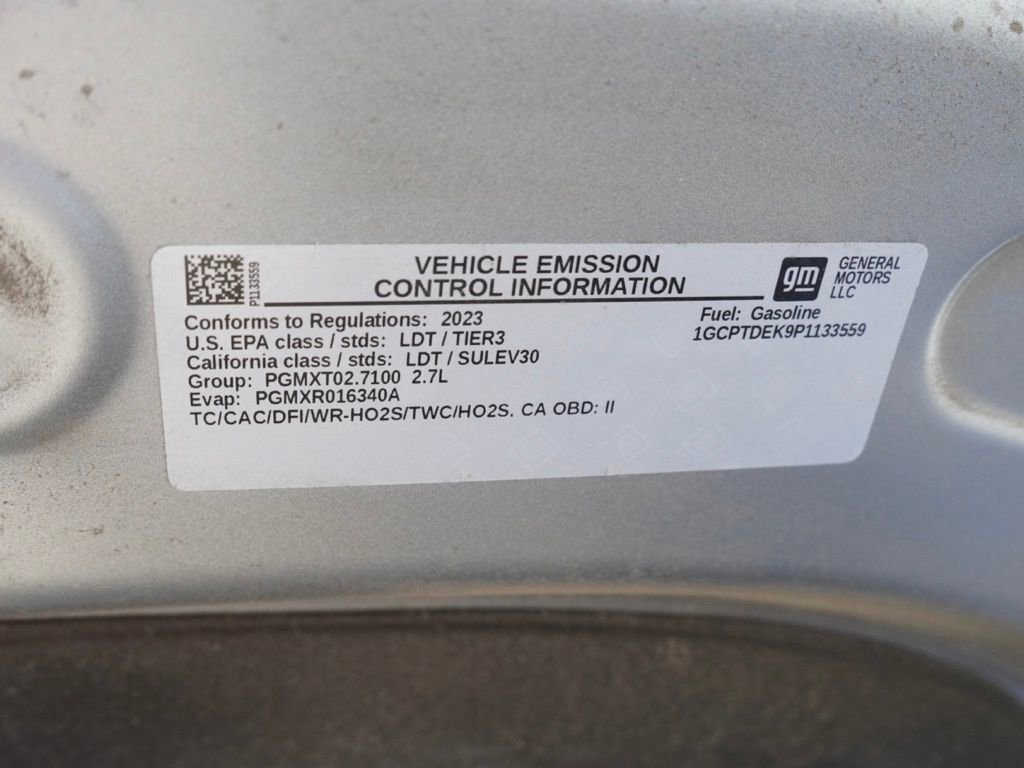 P1133559
VEHICLE EMISSION
CONTROL INFORMATION
gm
GENERAL
MOTORS
LLC
Conforms to Regulations: 2023
Fuel: Gasoline
U.S. EPA class / stds: LDT / TIER3
1GCPTDEK9P1133559
California class / stds: LDT / SULEV30
Group: PGMXT02.7100 2.7L
Evap: PGMXR016340A
TC/CAC/DFI/WR-HO2S/TWC/HO2S. CA OBD: II